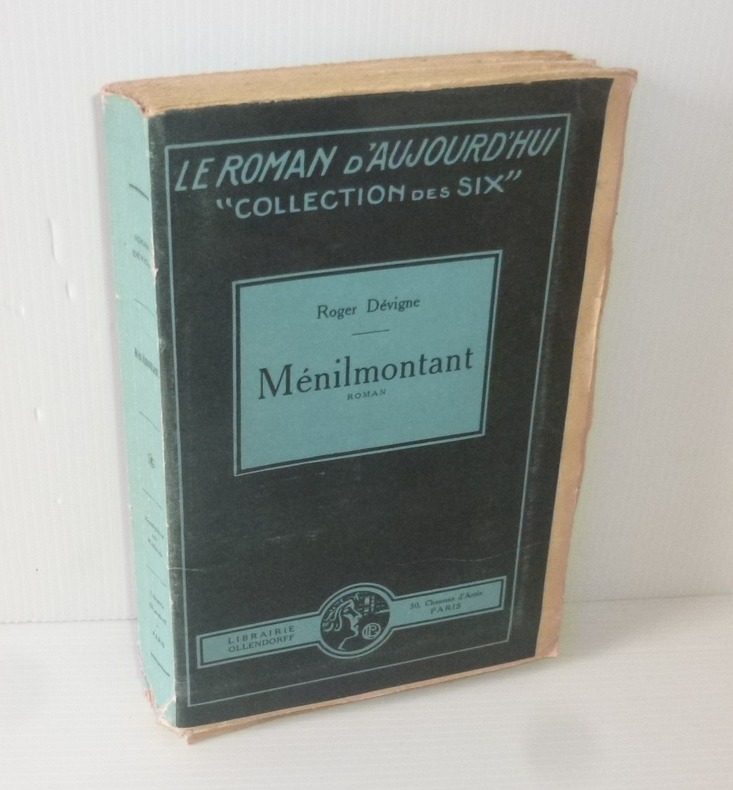 LE ROMAN D'AUJOURD'HUI
"COLLECTION DES SIX"
Roger Dévigne
Ménilmontant
ROMAN
LIBRAIRIE
OLLENDORFF
50, Chaussée d'Antin
PARIS